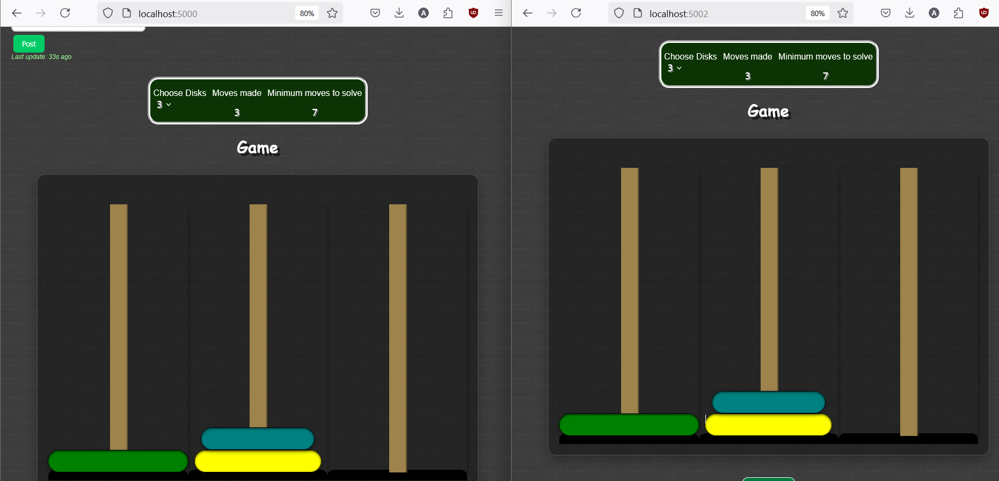 localhost:5000
80%
Post
Last update: 33s ago
Choose Disks Moves made Minimum moves to solve
3 3 7
Game
localhost:5002
80%
Choose Disks Moves made Minimum moves to solve
3 3 7
Game